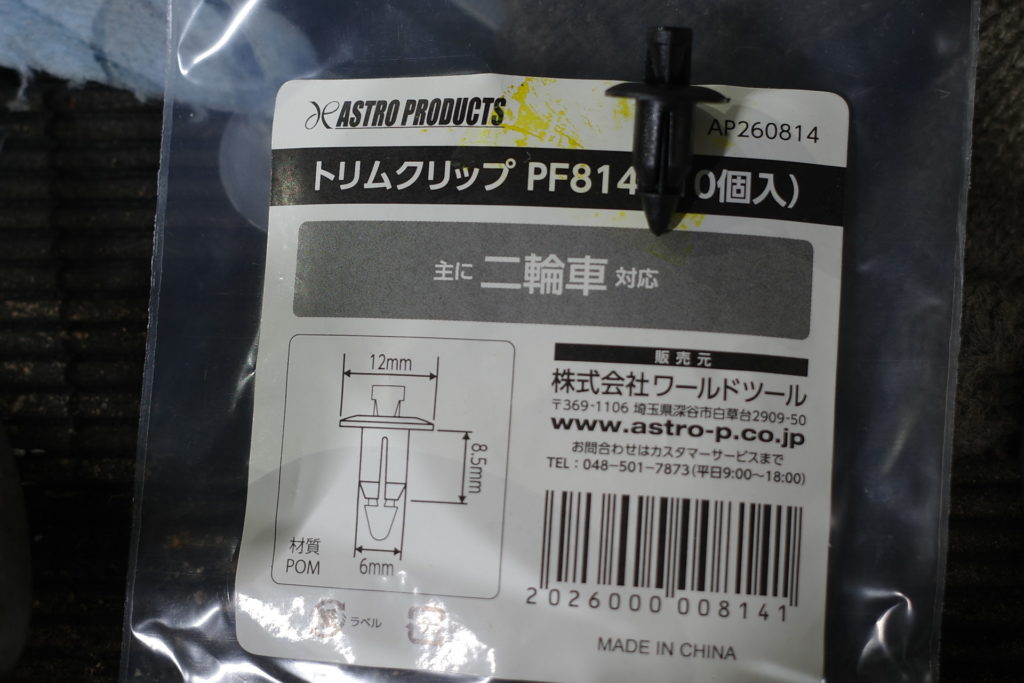 ASTRO PRODUCTS
AP260814
トリムクリップ PF814 0個入)
主に 二輪車 対応
12mm
8.5mm
6mm
材質
POM
販売元
株式会社ワールドツール
〒369-1106 埼玉県深谷市白草台2909-50
www.astro-p.co.jp
お問合わせはカスタマーサービスまで
TEL:048-501-7873(平日9:00~18:00)
2026000008141
ラベル
MADE IN CHINA